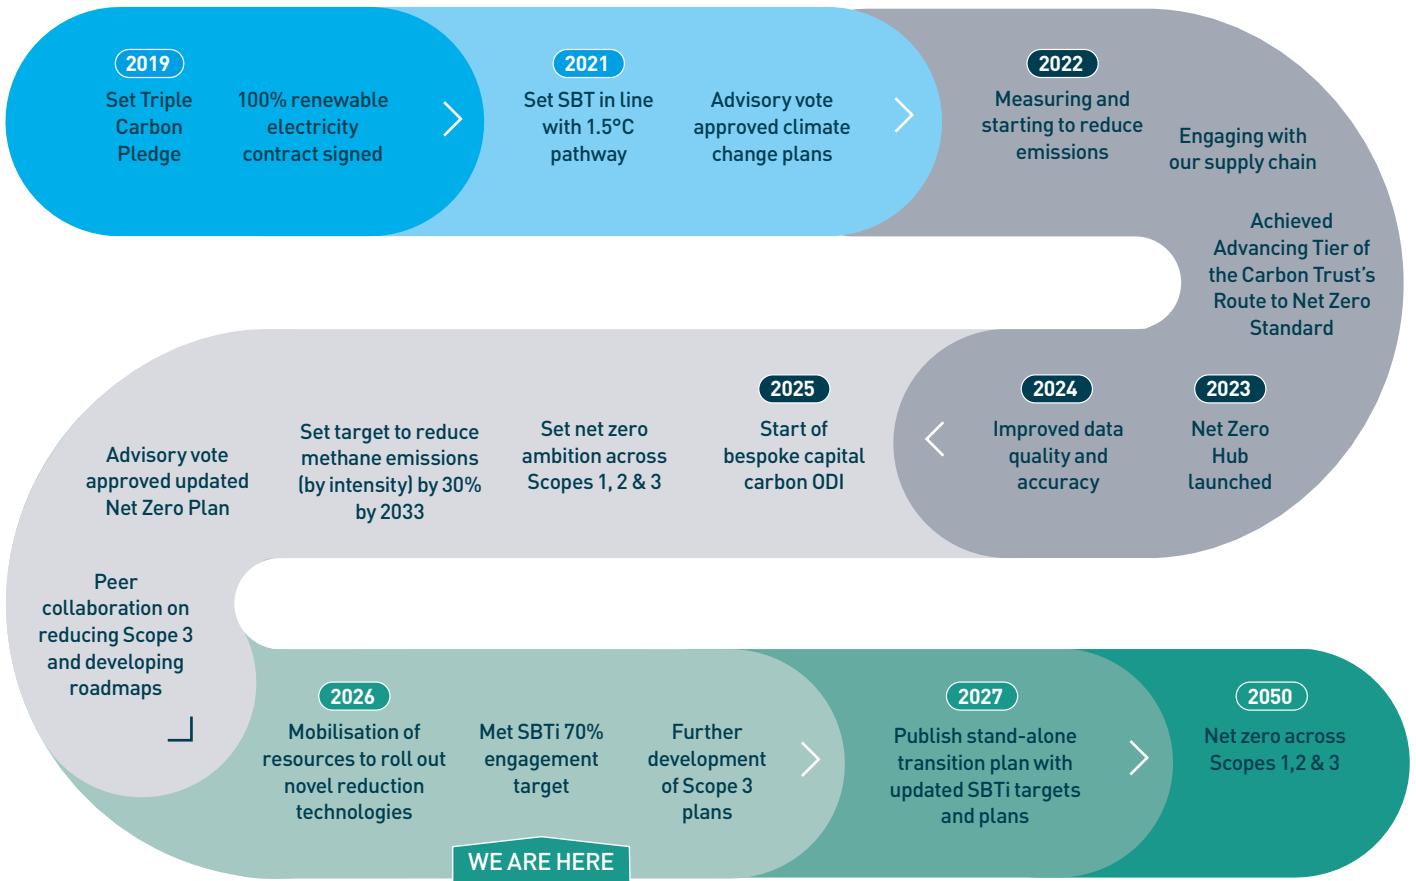 2019
Set Triple
Carbon
Pledge
100% renewable
electricity
contract signed
2021
Set SBT in line
with 1.5°C
pathway
Advisory vote
approved climate
change plans
2022
Measuring and
starting to reduce
emissions
Engaging with
our supply chain
Achieved
Advancing Tier of
the Carbon Trust's
Route to Net Zero
Standard
2023
Net Zero
Hub
launched
2024
Improved data
quality and
accuracy
2025
Start of
bespoke capital
carbon ODI
Set net zero
ambition across
Scopes 1, 2 & 3
Set target to reduce
methane emissions
(by intensity) by 30%
by 2033
Advisory vote
approved updated
Net Zero Plan
Peer
collaboration on
reducing Scope 3
and developing
roadmaps
2026
Mobilisation of
resources to roll out
novel reduction
technologies
Met SBTi 70%
engagement
target
Further
development
of Scope 3
plans
WE ARE HERE
2027
Publish stand-alone
transition plan with
updated SBTi targets
and plans
2050
Net zero across
Scopes 1,2 & 3